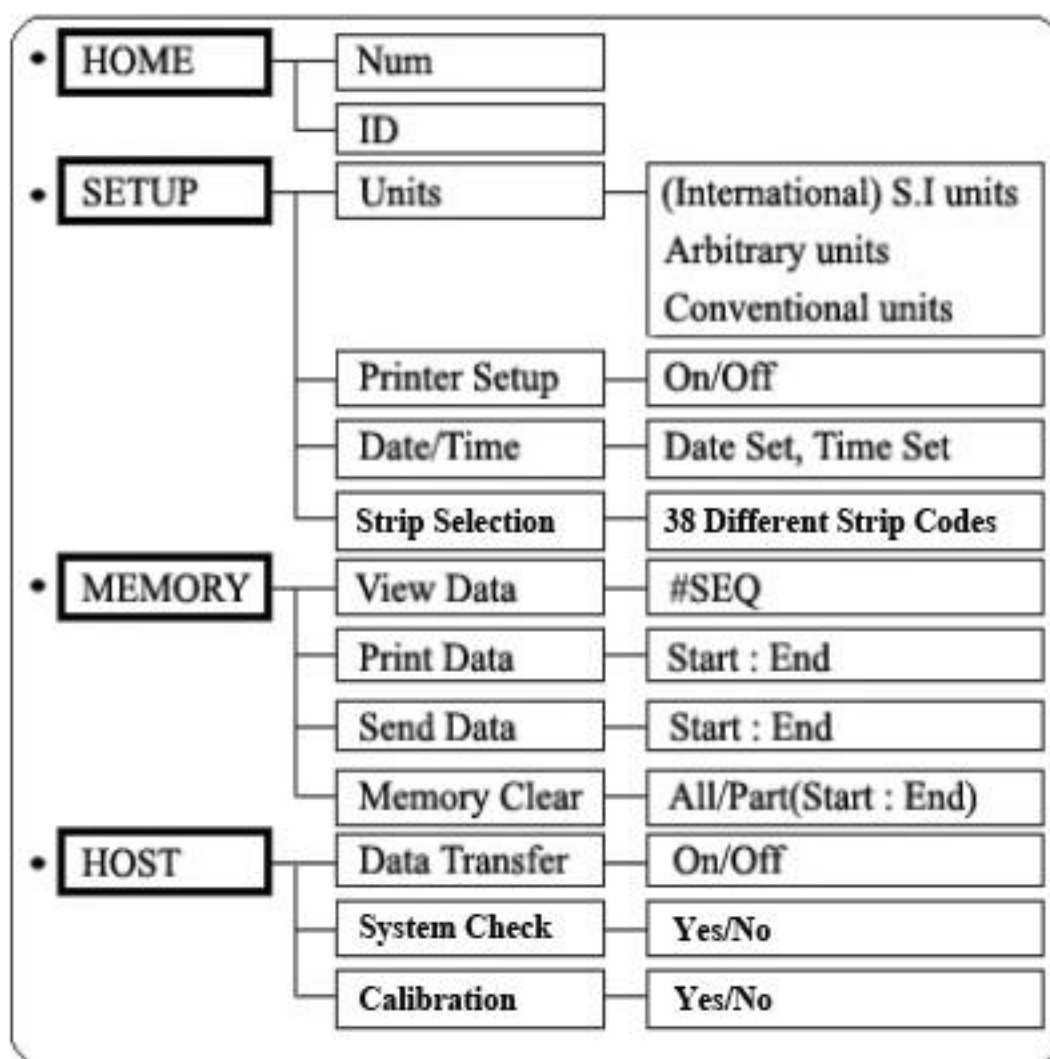 HOME
Num
ID
SETUP
Units
(International) S.I units
Arbitrary units
Conventional units
Printer Setup
On/Off
Date/Time
Date Set, Time Set
Strip Selection
38 Different Strip Codes
MEMORY
View Data
#SEQ
Print Data
Start : End
Send Data
Start : End
Memory Clear
All/Part(Start : End)
HOST
Data Transfer
On/Off
System Check
Yes/No
Calibration
Yes/No